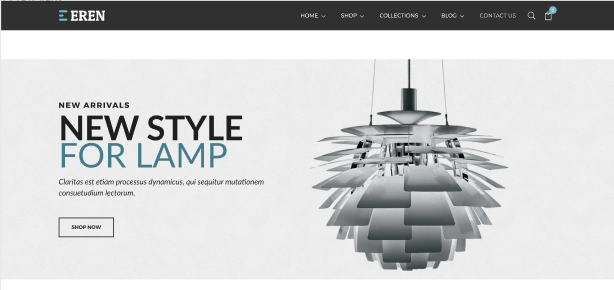 EREN
HOME
SHOP
COLLECTIONS
BLOG
CONTACT US
NEW ARRIVALS
NEW STYLE
FOR LAMP
Claritas est etiam processus dynamicus, qui sequitur mutationem
consuetudium lectorum.
SHOP NOW